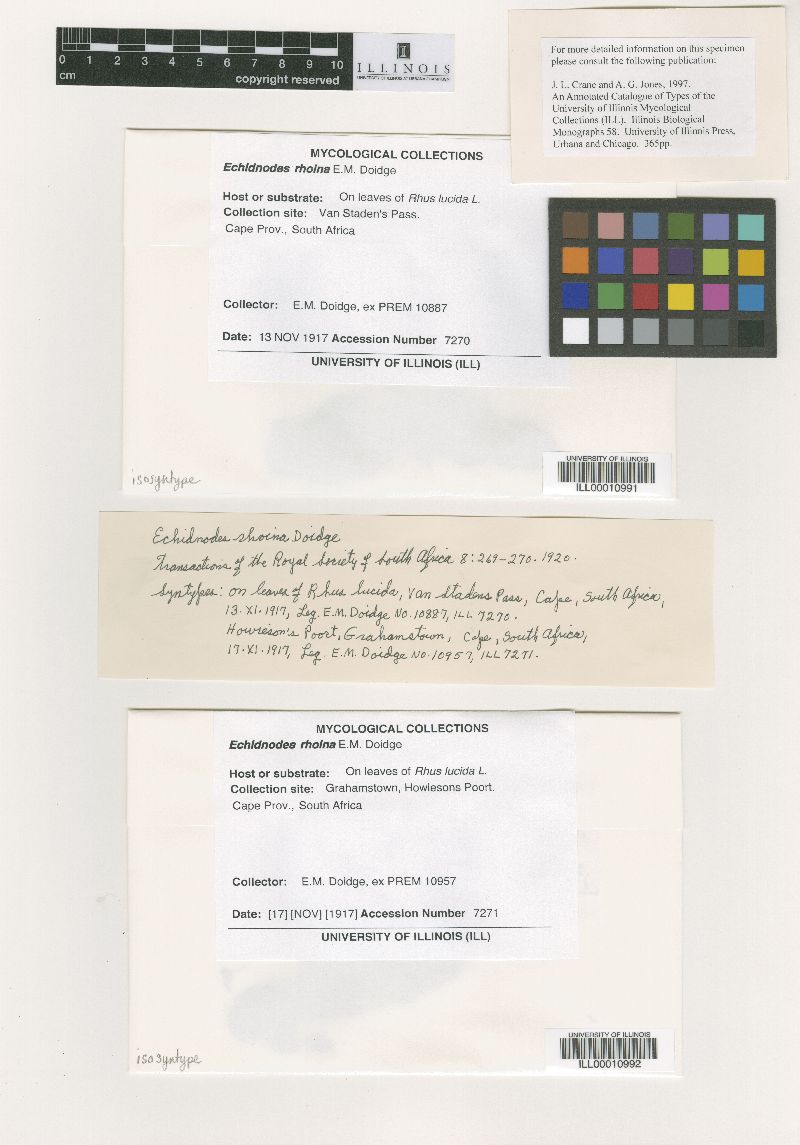 0 1 2 3 4 5 6 7 8 9 10
cm
copyright reserved
I
ILLINOIS
UNIVERSITY OF ILLINOIS AT URBANA-CHAMPAIGN
For more detailed information on this specimen
please consult the following publication:
J. L. Crane and A. G. Jones, 1997.
An Annotated Catalogue of Types of the
University of Illinois Mycological
Collections (ILL). Illinois Biological
Monographs 58. University of Illinois Press,
Urbana and Chicago. 365pp.
MYCOLOGICAL COLLECTIONS
Echidnodes rhoina E.M. Doidge
Host or substrate: On leaves of Rhus lucida L.
Collection site: Van Staden's Pass.
Cape Prov., South Africa
Collector: E.M. Doidge, ex PREM 10887
Date: 13 NOV 1917 Accession Number 7270
UNIVERSITY OF ILLINOIS (ILL)
isosyntype
UNIVERSITY OF ILLINOIS
ILL00010991
Echidnodes rhoina Doidge
Transactions of the Royal Society of South Africa 8:269-270. 1920.
Syntypes: on leaves of Rhus lucida, Van Stadens Pass, Cape, South Africa,
13.XI.1917, Leg. E.M. Doidge No. 10887, ILL 7270.
Howieson's Poort, Grahamstown, Cape, South Africa,
17.XI.1917, Leg. E.M. Doidge No. 10957, ILL 7271.
MYCOLOGICAL COLLECTIONS
Echidnodes rhoina E.M. Doidge
Host or substrate: On leaves of Rhus lucida L.
Collection site: Grahamstown, Howiesons Poort.
Cape Prov., South Africa
Collector: E.M. Doidge, ex PREM 10957
Date: [17] [NOV] [1917] Accession Number 7271
UNIVERSITY OF ILLINOIS (ILL)
isosyntype
UNIVERSITY OF ILLINOIS
ILL00010992